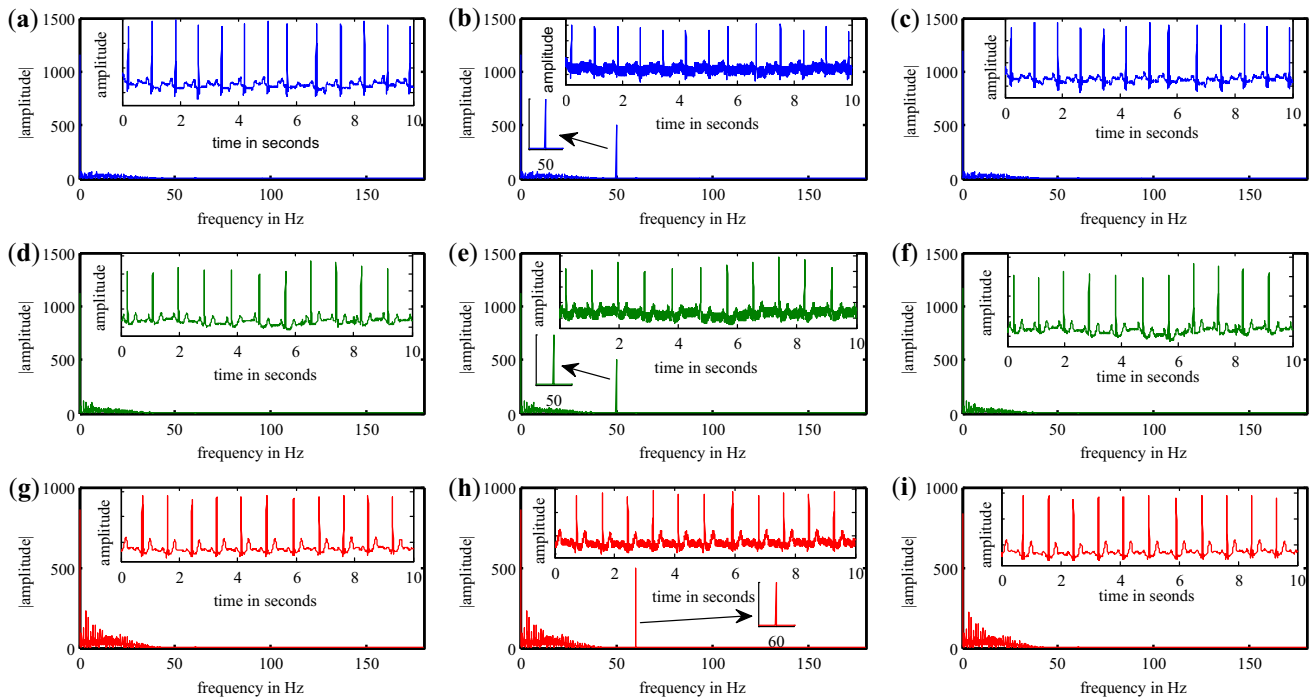 (a)
1500
1000
500
0
|amplitude|
amplitude
0 2 4 6 8 10
time in seconds
0 50 100 150
frequency in Hz
(b)
1500
1000
500
0
|amplitude|
amplitude
0 2 4 6 8 10
time in seconds
50
0 50 100 150
frequency in Hz
(c)
1500
1000
500
0
|amplitude|
amplitude
0 2 4 6 8 10
time in seconds
0 50 100 150
frequency in Hz
(d)
1500
1000
500
0
|amplitude|
amplitude
0 2 4 6 8 10
time in seconds
0 50 100 150
frequency in Hz
(e)
1500
1000
500
0
|amplitude|
amplitude
0 2 4 6 8 10
time in seconds
50
0 50 100 150
frequency in Hz
(f)
1500
1000
500
0
|amplitude|
amplitude
0 2 4 6 8 10
time in seconds
0 50 100 150
frequency in Hz
(g)
1000
500
0
|amplitude|
amplitude
0 2 4 6 8 10
time in seconds
0 50 100 150
frequency in Hz
(h)
1000
500
0
|amplitude|
amplitude
0 2 4 6 8 10
time in seconds
60
0 50 100 150
frequency in Hz
(i)
1000
500
0
|amplitude|
amplitude
0 2 4 6 8 10
time in seonds
0 50 100 150
frequency in Hz